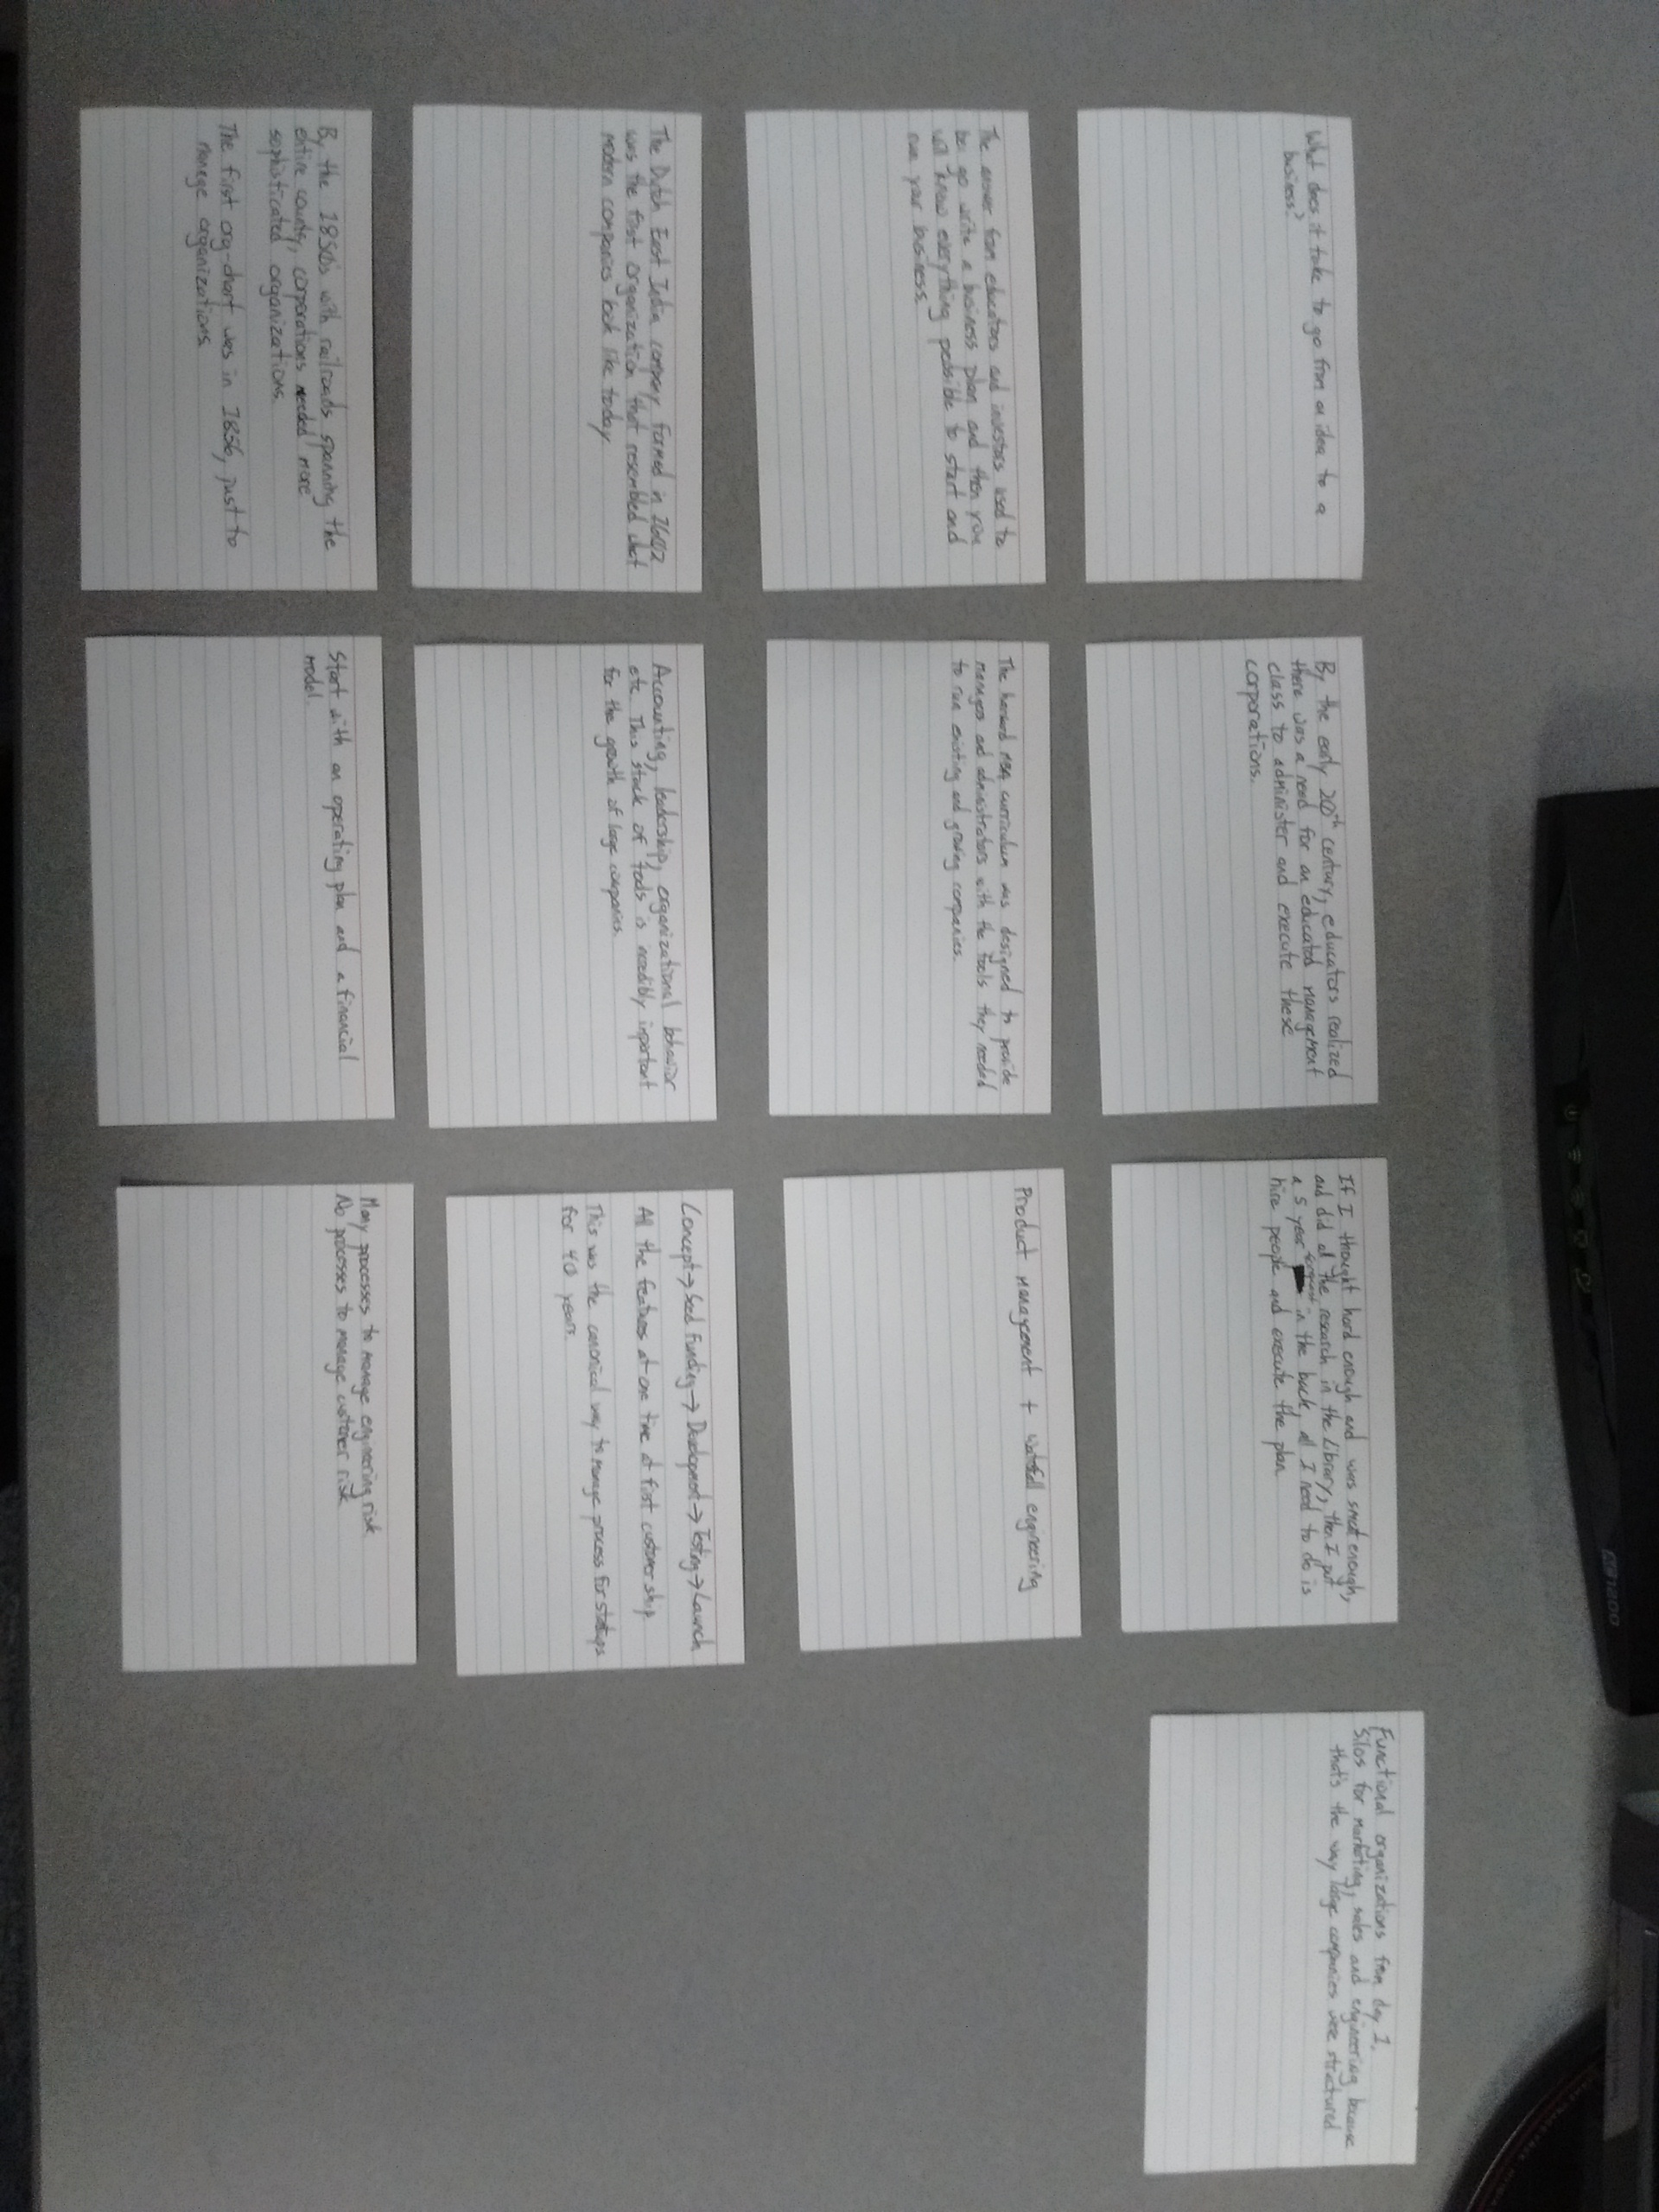 What does it take to go from an idea to a
business?
The answer from educators and investors used to
be: go write a business plan and then you
will know everything possible to start and
run your business.
The Dutch East India company, formed in 1602
was the first organization that resembled what
modern companies look like today.
By the 1850's with railroads spanning the
entire county, corporations needed more
sophisticated organizations.
The first org-chart was in 1856, just to
manage organizations.
By the early 20th century, educators realized
there was a need for an educated management
class to administer and execute these
corporations.
The harvard MBA curriculum was designed to provide
managers and administrators with the tools they needed
to run existing and growing companies.
Accounting, leadership, organizational behavior
etc. This stack of tools is incredibly important
for the growth of large companies.
Start with an operating plan and a financial
model.
If I thought hard enough and was smart enough,
and did all the research in the Library, then I put
a 5 year forecast in the back, all I need to do is
hire people and execute the plan.
Product management + waterfall engineering
Concept→Seed Funding→Development→Testing→Launch
All the features at one time at first customer ship.
This was the canonical way to manage process for startups
for 40 years.
Many processes to manage engineering risk
No processes to manage customer risk
Functional organizations from day 1.
Silos for marketing, sales and engineering because
that's the way large companies were structured